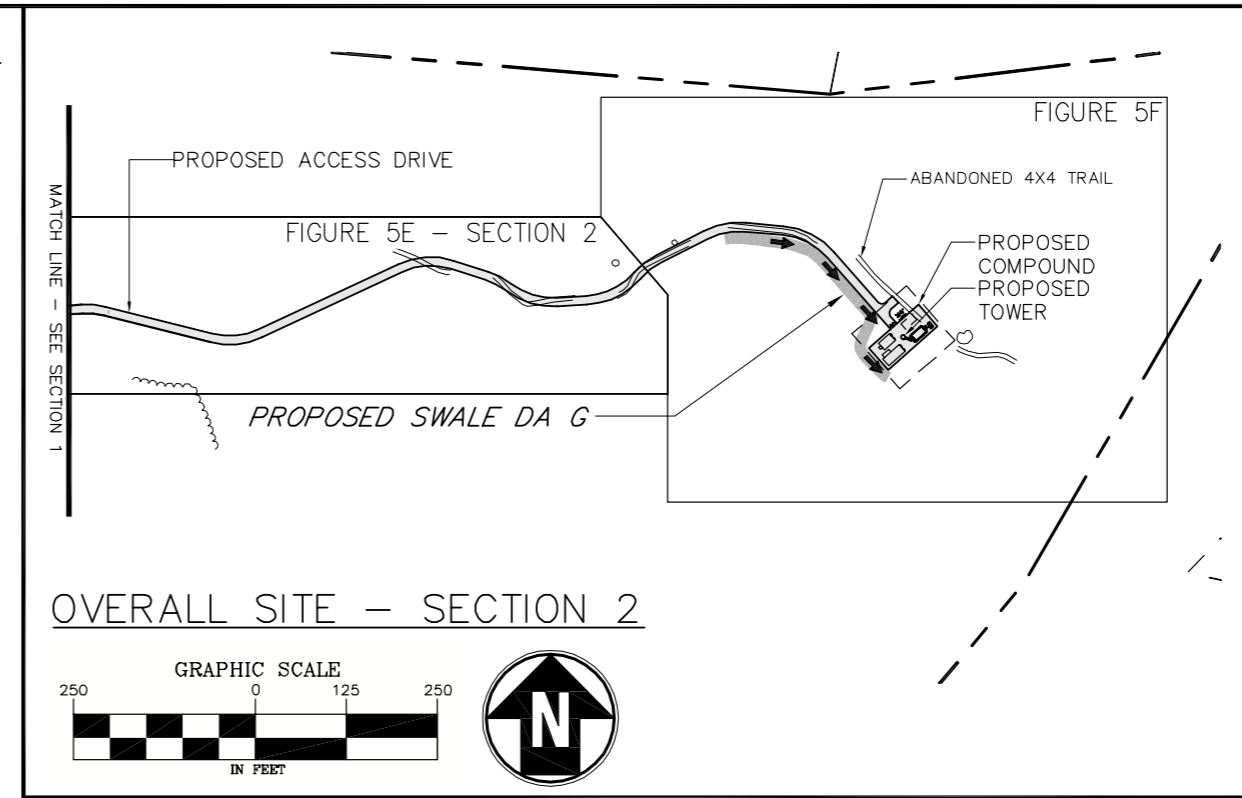 FIGURE 5F
PROPOSED ACCESS DRIVE
ABANDONED 4X4 TRAIL
MATCH LINE – SEE SECTION 1
FIGURE 5E – SECTION 2
PROPOSED
COMPOUND
PROPOSED
TOWER
PROPOSED SWALE DA G
OVERALL SITE – SECTION 2
GRAPHIC SCALE
250 0 125 250
IN FEET
N